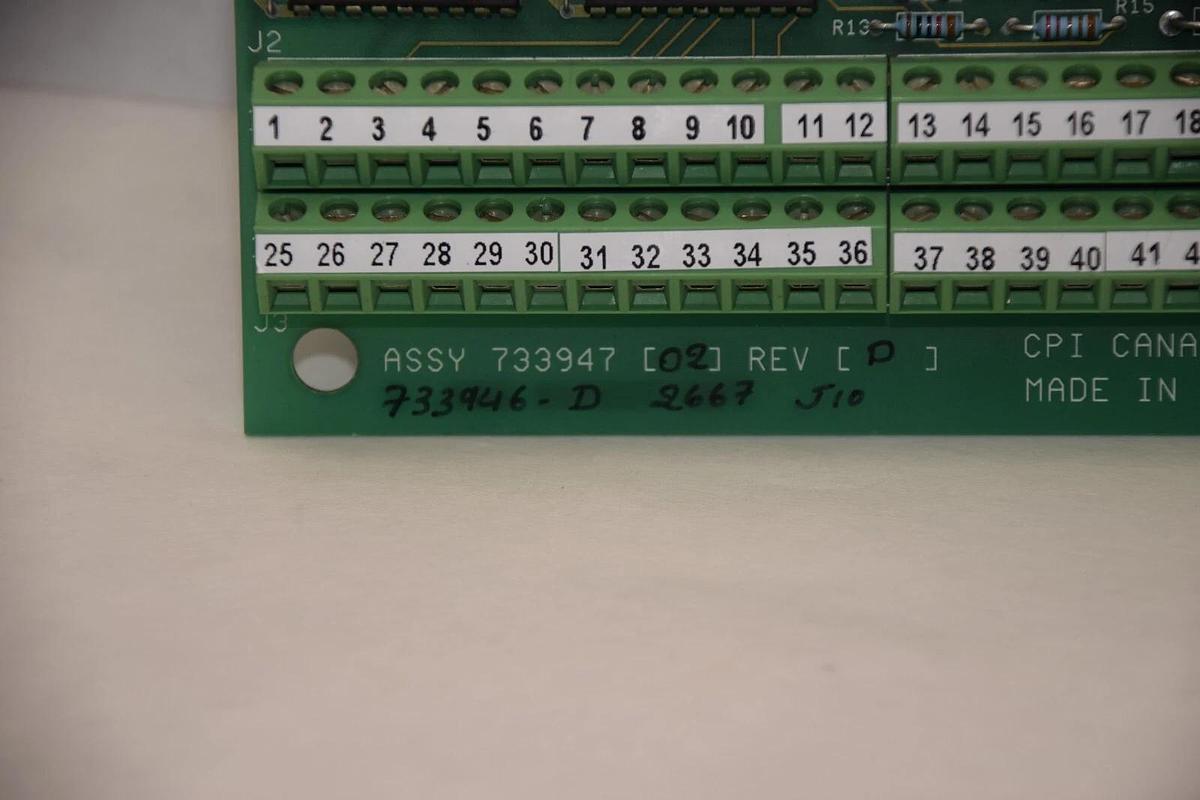 R13 R15
J2
1 2 3 4 5 6 7 8 9 10 11 12 13 14 15 16 17 18
25 26 27 28 29 30 31 32 33 34 35 36 37 38 39 40 41 4
J3
ASSY 733947 [02] REV [ D ]
733946-D 2667 J10
CPI CANA
MADE IN